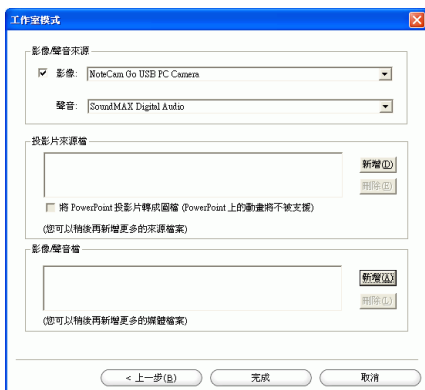 工作室模式
影像/聲音來源
影像: NoteCam Go USB PC Camera
聲音: SoundMAX Digital Audio
投影片來源檔
新增(D)
刪除(E)
將 PowerPoint 投影片轉成圖檔 (PowerPoint 上的動畫將不被支援)
(您可以稍後再新增更多的來源檔案)
影像/聲音檔
新增(A)
刪除(L)
(您可以稍後再新增更多的媒體檔案)
< 上一步(B) 完成 取消